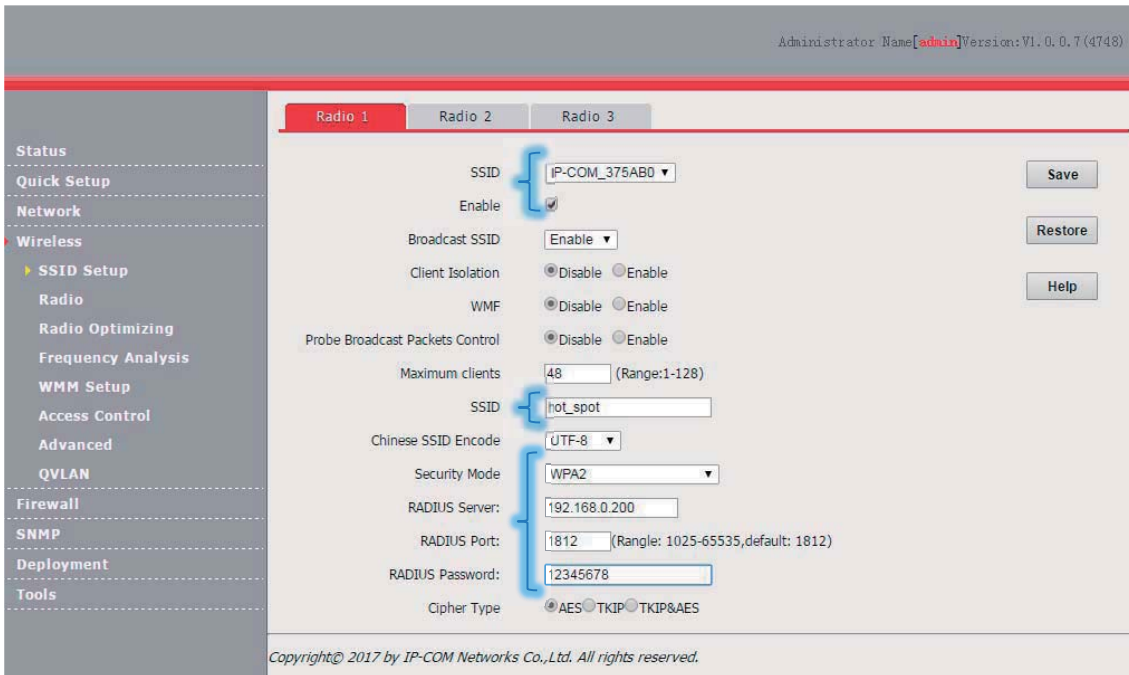 Administrator Name[admin]Version:V1.0.0.7(4748)
Radio 1 Radio 2 Radio 3
Status
Quick Setup
Network
Wireless
SSID Setup
Radio
Radio Optimizing
Frequency Analysis
WMM Setup
Access Control
Advanced
QVLAN
Firewall
SNMP
Deployment
Tools
SSID IP-COM_375AB0
Enable
Broadcast SSID Enable
Client Isolation Disable Enable
WMF Disable Enable
Probe Broadcast Packets Control Disable Enable
Maximum clients 48 (Range:1-128)
SSID hot_spot
Chinese SSID Encode UTF-8
Security Mode WPA2
RADIUS Server: 192.168.0.200
RADIUS Port: 1812 (Rangle: 1025-65535,default: 1812)
RADIUS Password: 12345678
Cipher Type AES TKIP TKIP&AES
Save
Restore
Help
Copyright© 2017 by IP-COM Networks Co.,Ltd. All rights reserved.